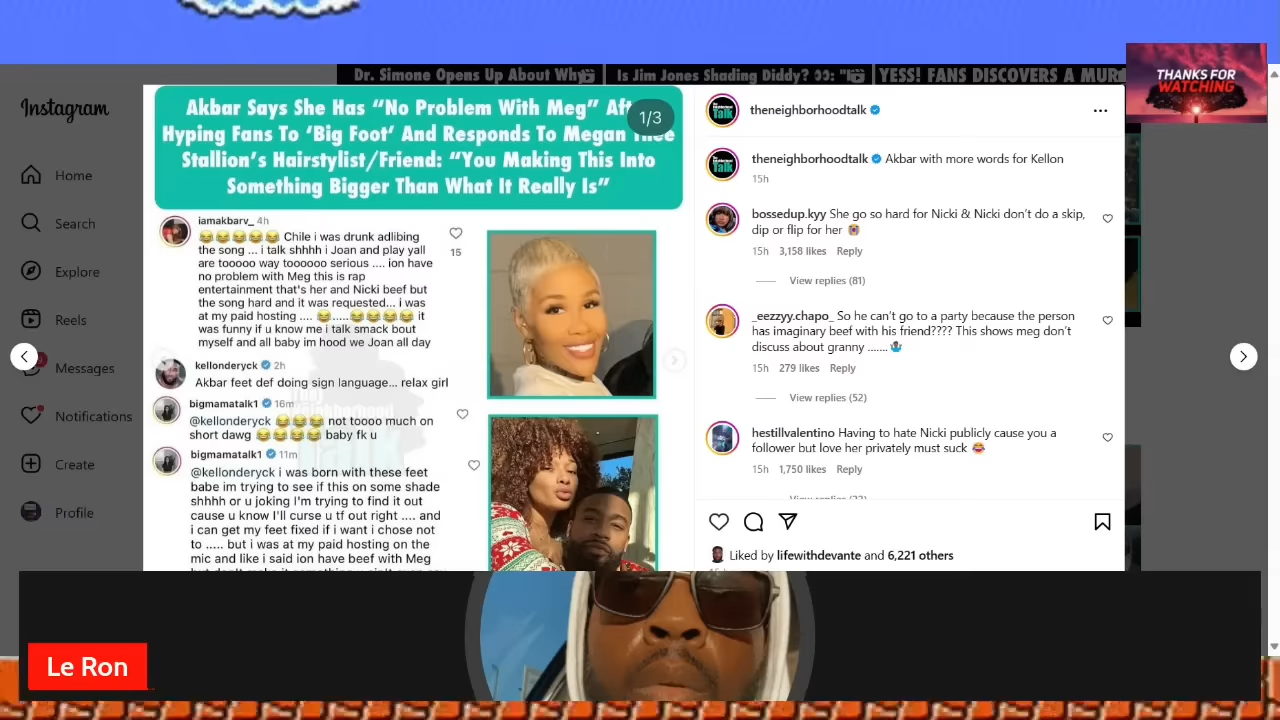 Dr. Simone Opens Up About Why
Is Jim Jones Shading Diddy? 👀: "I
YESS! FANS DISCOVERS A MUR
THANKS FOR
WATCHING
Instagram
Home
Search
Explore
Reels
Messages
Notifications
Create
Profile
Akbar Says She Has “No Problem With Meg” Aft
Hyping Fans To ‘Big Foot’ And Responds To Megan Thee
Stallion’s Hairstylist/Friend: “You Making This Into
Something Bigger Than What It Really Is”
1/3
iamakbarv_ 4h
😂😂😂😂😂 Chile i was drunk adlibing
the song ... i talk shhhh i Joan and play yall
are tooooo way toooooo serious .... ion have
no problem with Meg this is rap
entertainment that's her and Nicki beef but
the song hard and it was requested... i was
at my paid hosting .... 😂.....😂😂😂😂 it
was funny if u know me i talk smack bout
myself and all baby im hood we Joan all day
15
kellonderyck 2h
Akbar feet def doing sign language... relax girl
bigmamatalk1 16m
@kellonderyck 😂😂😂 not toooo much on
short dawg 😂😂😂😂 baby fk u
bigmamatalk1 11m
@kellonderyck i was born with these feet
babe im trying to see if this on some shade
shhhh or u joking I'm trying to find it out
cause u know I'll curse u tf out right .... and
i can get my feet fixed if i want i chose not
to ..... but i was at my paid hosting on the
mic and like i said ion have beef with Meg
The
Neighborhood
Talk
theneighborhoodtalk
theneighborhoodtalk Akbar with more words for Kellon
15h
bossedup.kyy She go so hard for Nicki & Nicki don’t do a skip,
dip or flip for her
15h 3,158 likes Reply
View replies (81)
_eezzyy.chapo_ So he can’t go to a party because the person
has imaginary beef with his friend???? This shows meg don’t
discuss about granny .......
15h 279 likes Reply
View replies (52)
hestillvalentino Having to hate Nicki publicly cause you a
follower but love her privately must suck 😂
15h 1,750 likes Reply
Liked by lifewithdevante and 6,221 others
Le Ron